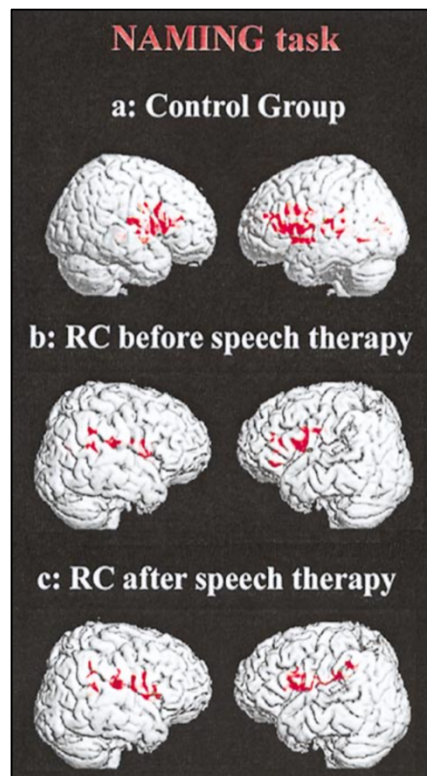 NAMING task
a: Control Group
b: RC before speech therapy
c: RC after speech therapy